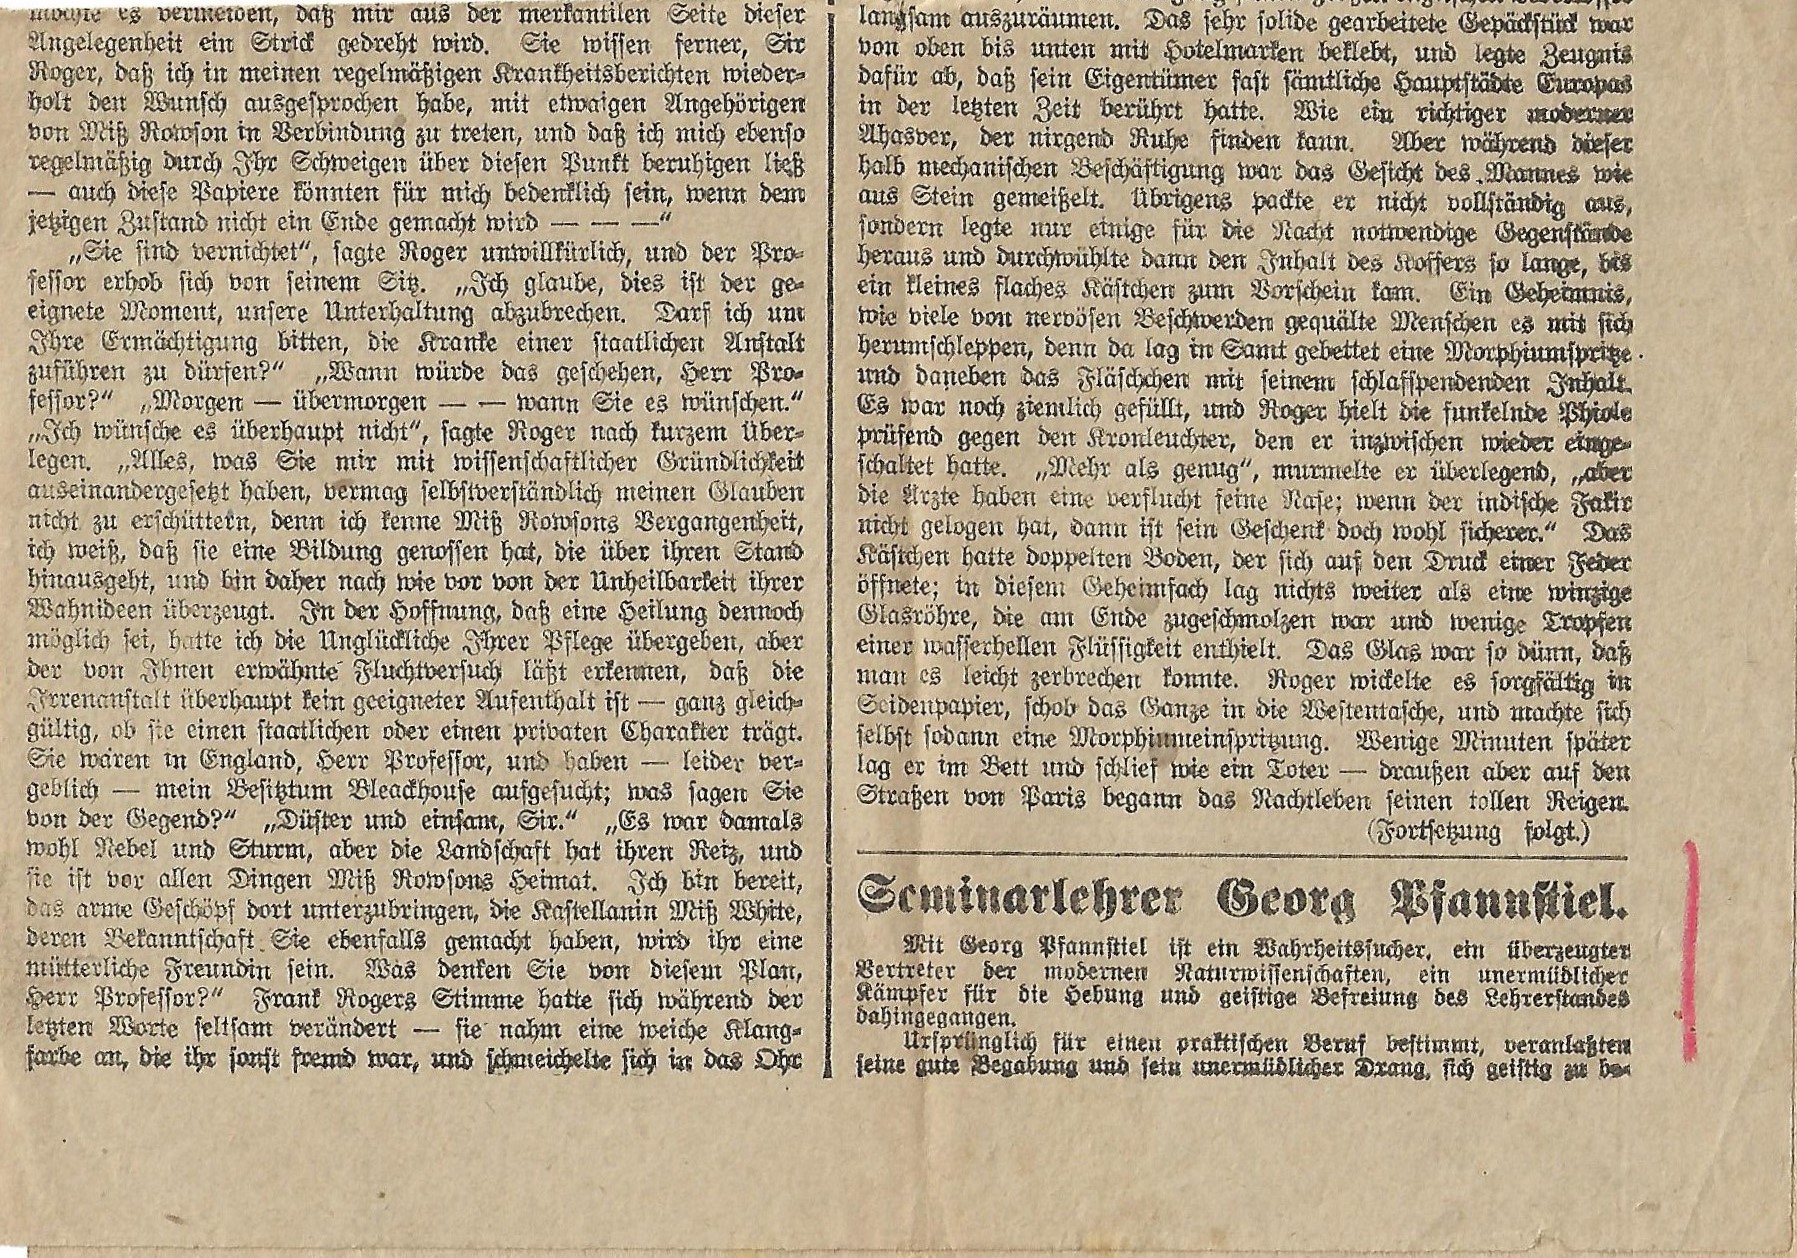 möchte es vermeiden, daß mir aus der merkantilen Seite dieser
Angelegenheit ein Strick gedreht wird. Sie wissen ferner, Sir
Roger, daß ich in meinen regelmäßigen Krankheitsberichten wieder-
holt den Wunsch ausgesprochen habe, mit etwaigen Angehörigen
von Miß Rowson in Verbindung zu treten, und daß ich mich ebenso
regelmäßig durch Ihr Schweigen über diesen Punkt beruhigen ließ
— auch diese Papiere könnten für mich bedenklich sein, wenn dem
jetzigen Zustand nicht ein Ende gemacht wird — — —“
„Sie sind vernichtet“, sagte Roger unwillkürlich, und der Pro-
fessor erhob sich von seinem Sitz. „Ich glaube, dies ist der ge-
eignete Moment, unsere Unterhaltung abzubrechen. Darf ich um
Ihre Ermächtigung bitten, die Kranke einer staatlichen Anstalt
zuführen zu dürfen?“ „Wann würde das geschehen, Herr Pro-
fessor?“ „Morgen — übermorgen — — wann Sie es wünschen.“
„Ich wünsche es überhaupt nicht“, sagte Roger nach kurzem Über-
legen. „Alles, was Sie mir mit wissenschaftlicher Gründlichkeit
auseinandergesetzt haben, vermag selbstverständlich meinen Glauben
nicht zu erschüttern, denn ich kenne Miß Rowsons Vergangenheit,
ich weiß, daß sie eine Bildung genossen hat, die über ihren Stand
hinausgeht, und bin daher nach wie vor von der Unheilbarkeit ihrer
Wahnideen überzeugt. In der Hoffnung, daß eine Heilung dennoch
möglich sei, hatte ich die Unglückliche Ihrer Pflege übergeben, aber
der von Ihnen erwähnte Fluchtversuch läßt erkennen, daß die
Irrenanstalt überhaupt kein geeigneter Aufenthalt ist — ganz gleich-
gültig, ob sie einen staatlichen oder einen privaten Charakter trägt.
Sie waren in England, Herr Professor, und haben — leider ver-
geblich — mein Besitztum Bleackhouse aufgesucht; was sagen Sie
von der Gegend?“ „Düster und einsam, Sir.“ „Es war damals
wohl Nebel und Sturm, aber die Landschaft hat ihren Reiz, und
sie ist vor allen Dingen Miß Rowsons Heimat. Ich bin bereit,
das arme Geschöpf dort unterzubringen, die Kastellanin Miß White,
deren Bekanntschaft Sie ebenfalls gemacht haben, wird ihr eine
mütterliche Freundin sein. Was denken Sie von diesem Plan,
Herr Professor?“ Frank Rogers Stimme hatte sich während der
letzten Worte seltsam verändert — sie nahm eine weiche Klang-
farbe an, die ihr sonst fremd war, und schmeichelte sich in das Ohr
langsam auszuräumen. Das sehr solide gearbeitete Gepäckstück war
von oben bis unten mit Hotelmarken beklebt, und legte Zeugnis
dafür ab, daß sein Eigentümer fast sämtliche Hauptstädte Europas
in der letzten Zeit berührt hatte. Wie ein richtiger moderner
Ahasver, der nirgend Ruhe finden kann. Aber während dieser
halb mechanischen Beschäftigung war das Gesicht des Mannes wie
aus Stein gemeißelt. Übrigens packte er nicht vollständig aus,
sondern legte nur einige für die Nacht notwendige Gegenstände
heraus und durchwühlte dann den Inhalt des Koffers so lange, bis
ein kleines flaches Kästchen zum Vorschein kam. Ein Geheimnis,
wie viele von nervösen Beschwerden gequälte Menschen es mit sich
herumschleppen, denn da lag in Samt gebettet eine Morphiumspritze
und daneben das Fläschchen mit seinem schlafspendenden Inhalt.
Es war noch ziemlich gefüllt, und Roger hielt die funkelnde Phiole
prüfend gegen den Kronleuchter, den er inzwischen wieder einge-
schaltet hatte. „Mehr als genug“, murmelte er überlegend, „aber
die Ärzte haben eine verflucht feine Nase; wenn der indische Fakir
nicht gelogen hat, dann ist sein Geschenk doch wohl sicherer.“ Das
Kästchen hatte doppelten Boden, der sich auf den Druck einer Feder
öffnete; in diesem Geheimfach lag nichts weiter als eine winzige
Glasröhre, die am Ende zugeschmolzen war und wenige Tropfen
einer wasserhellen Flüssigkeit enthielt. Das Glas war so dünn, daß
man es leicht zerbrechen konnte. Roger wickelte es sorgfältig in
Seidenpapier, schob das Ganze in die Westentasche, und machte sich
selbst sodann eine Morphiumeinspritzung. Wenige Minuten später
lag er im Bett und schlief wie ein Toter — draußen aber auf den
Straßen von Paris begann das Nachtleben seinen tollen Reigen.
(Fortsetzung folgt.)
Seminarlehrer Georg Pfannstiel.
Mit Georg Pfannstiel ist ein Wahrheitssucher, ein überzeugter
Vertreter der modernen Naturwissenschaften, ein unermüdlicher
Kämpfer für die Hebung und geistige Befreiung des Lehrerstandes
dahingegangen.
Ursprünglich für einen praktischen Beruf bestimmt, veranlaßten
seine gute Begabung und sein unermüdlicher Drang, sich geistig zu be-